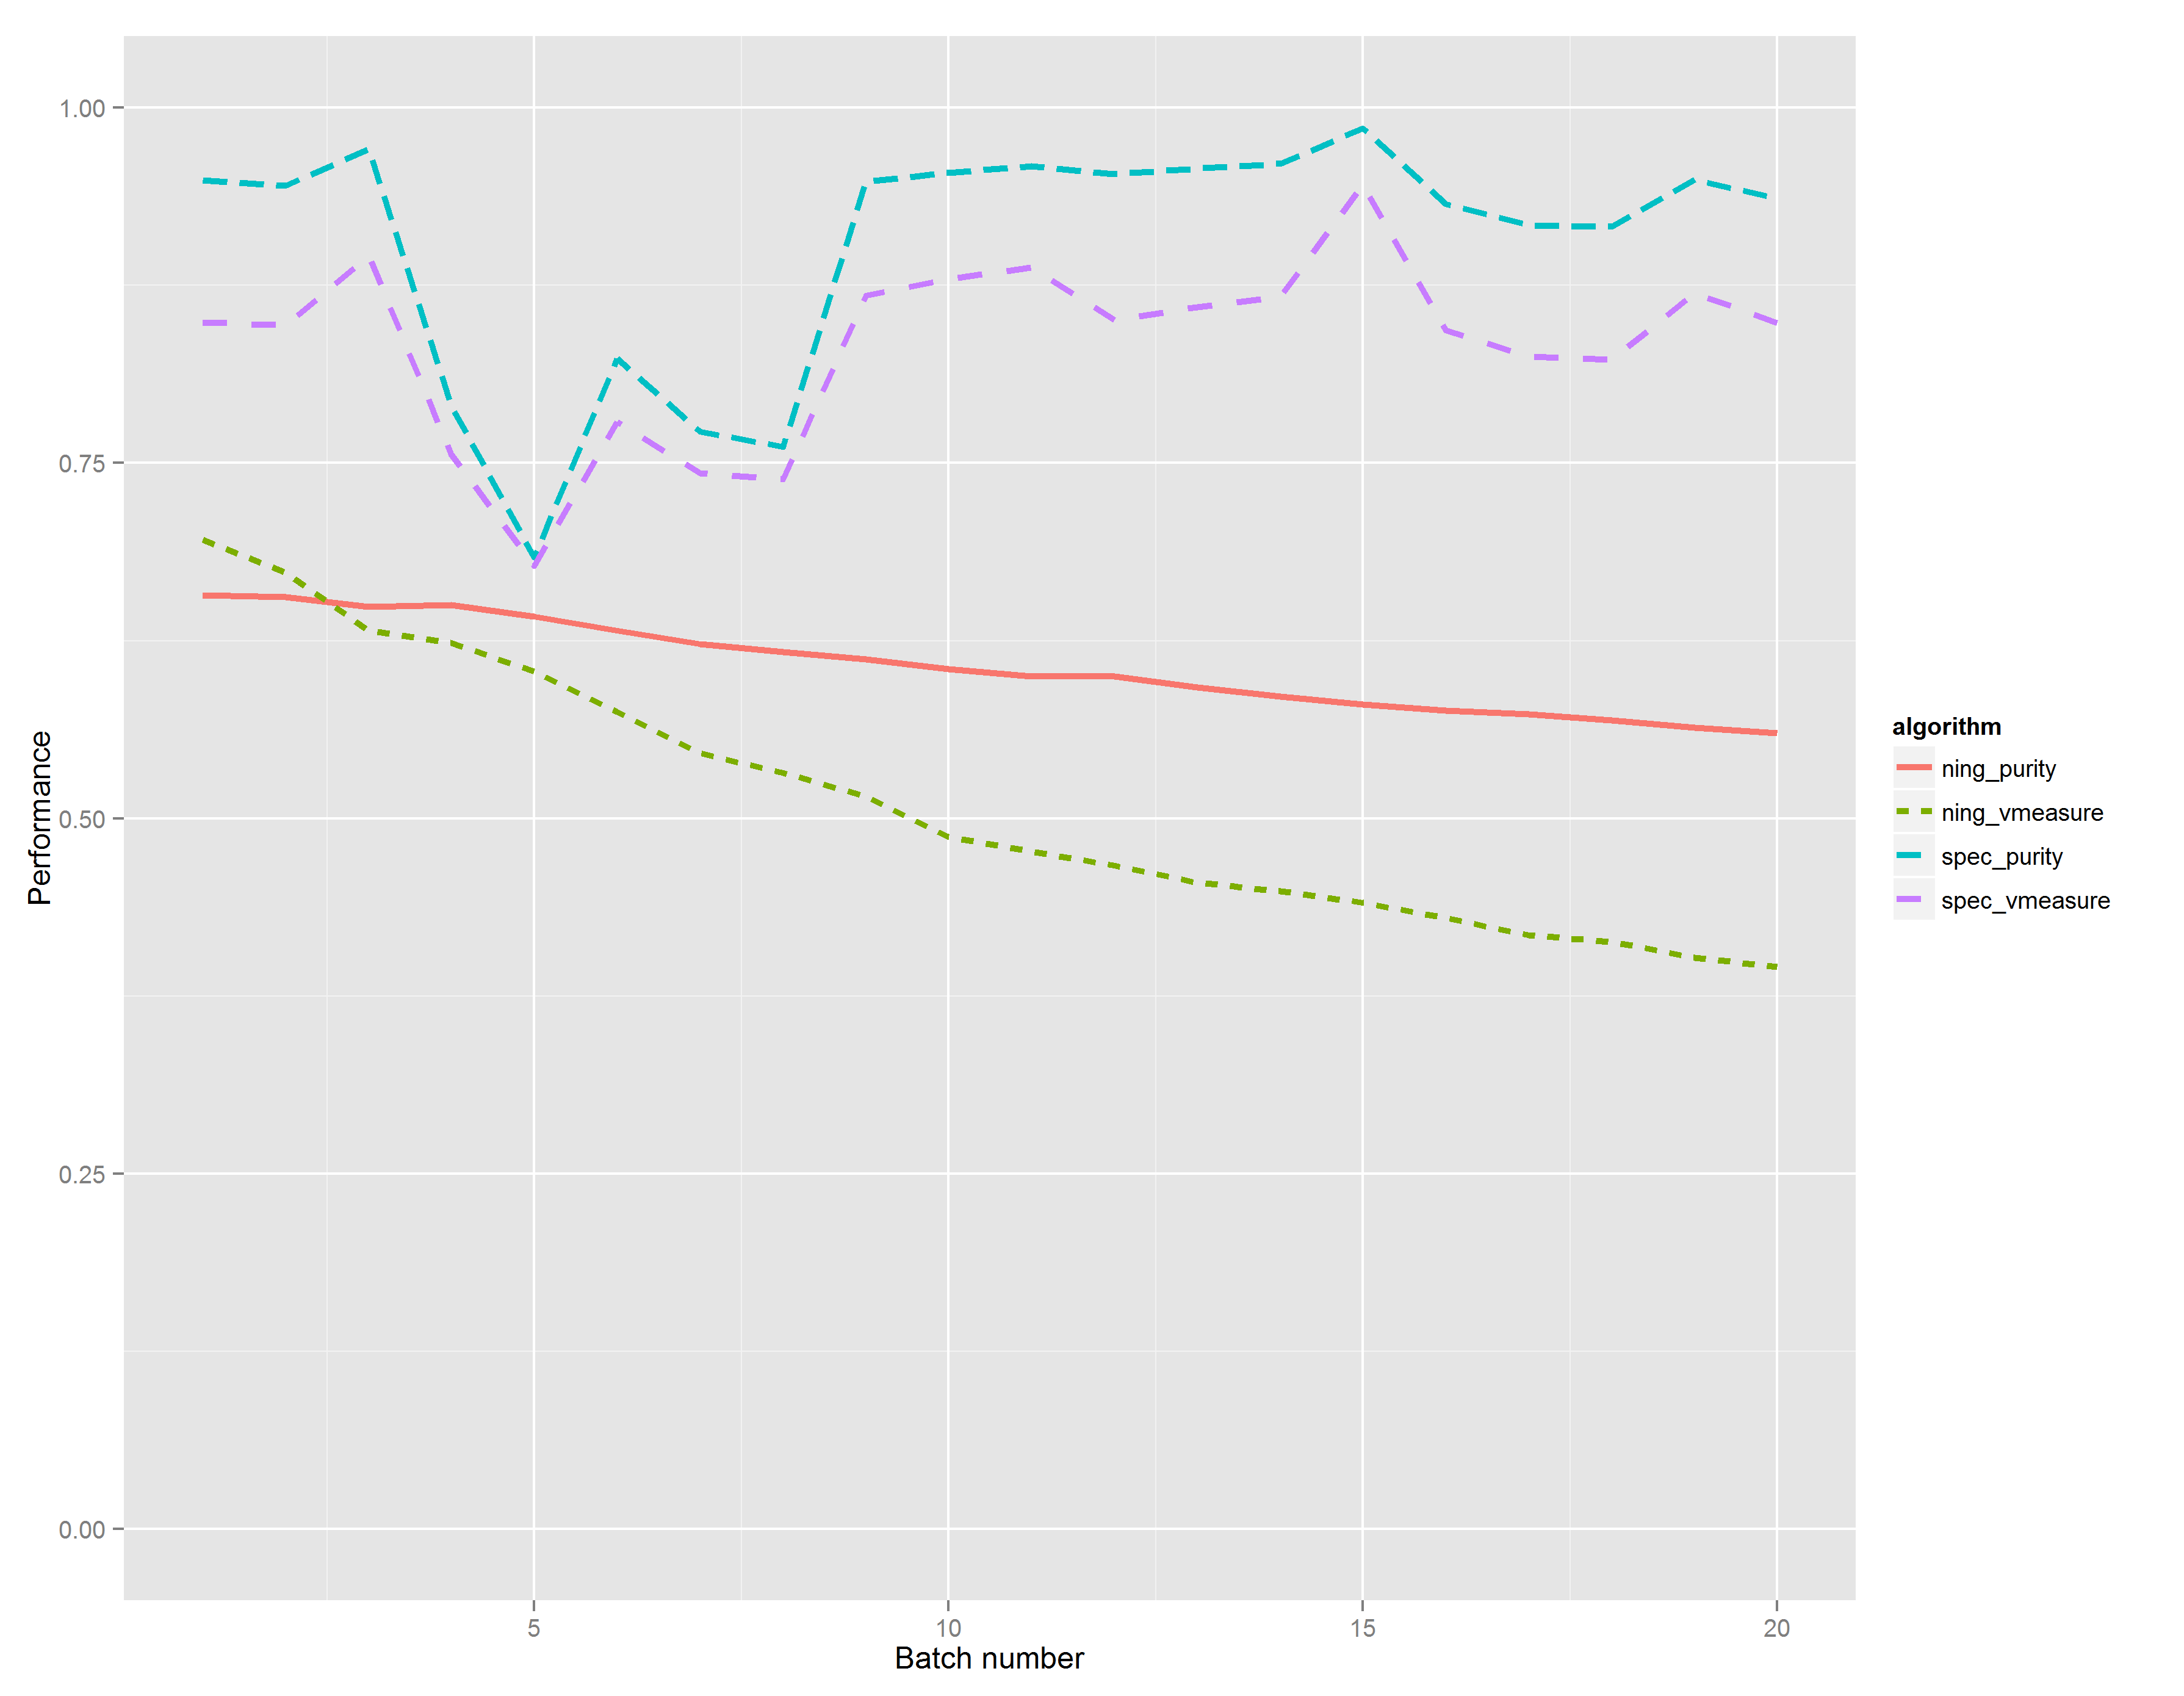 1.00
0.75
0.50
0.25
0.00
Performance
5
10
15
20
Batch number
algorithm
ning_purity
ning_vmeasure
spec_purity
spec_vmeasure